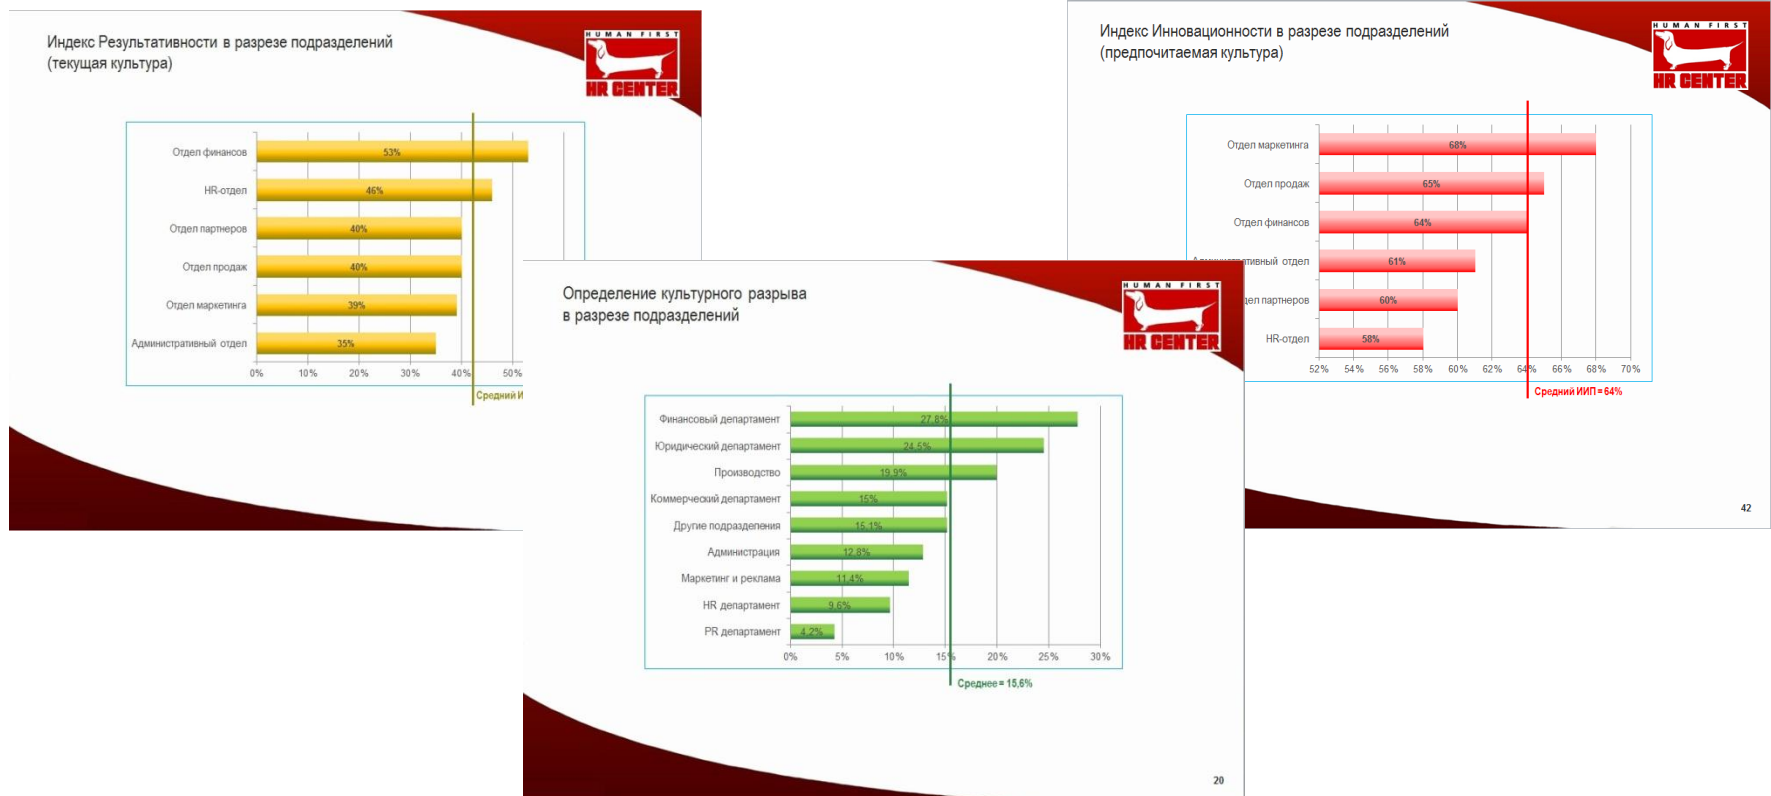 Индекс Результативности в разрезе подразделений
(текущая культура)
HUMAN FIRST
HR CENTER
Отдел финансов
53%
HR-отдел
46%
Отдел партнеров
40%
Отдел продаж
40%
Отдел маркетинга
39%
Административный отдел
35%
0% 10% 20% 30% 40% 50%
Средний И
Определение культурного разрыва
в разрезе подразделений
HUMAN FIRST
HR CENTER
Финансовый департамент
27.8%
Юридический департамент
24.5%
Производство
19.9%
Коммерческий департамент
15%
Другие подразделения
15.1%
Администрация
12.8%
Маркетинг и реклама
11.4%
HR департамент
9.6%
PR департамент
4.2%
0% 5% 10% 15% 20% 25% 30%
Среднее = 15,6%
20
Индекс Инновационности в разрезе подразделений
(предпочитаемая культура)
HUMAN FIRST
HR CENTER
Отдел маркетинга
68%
Отдел продаж
65%
Отдел финансов
64%
Административный отдел
61%
дел партнеров
60%
HR-отдел
58%
52% 54% 56% 58% 60% 62% 64% 66% 68% 70%
Средний ИИП = 64%
42